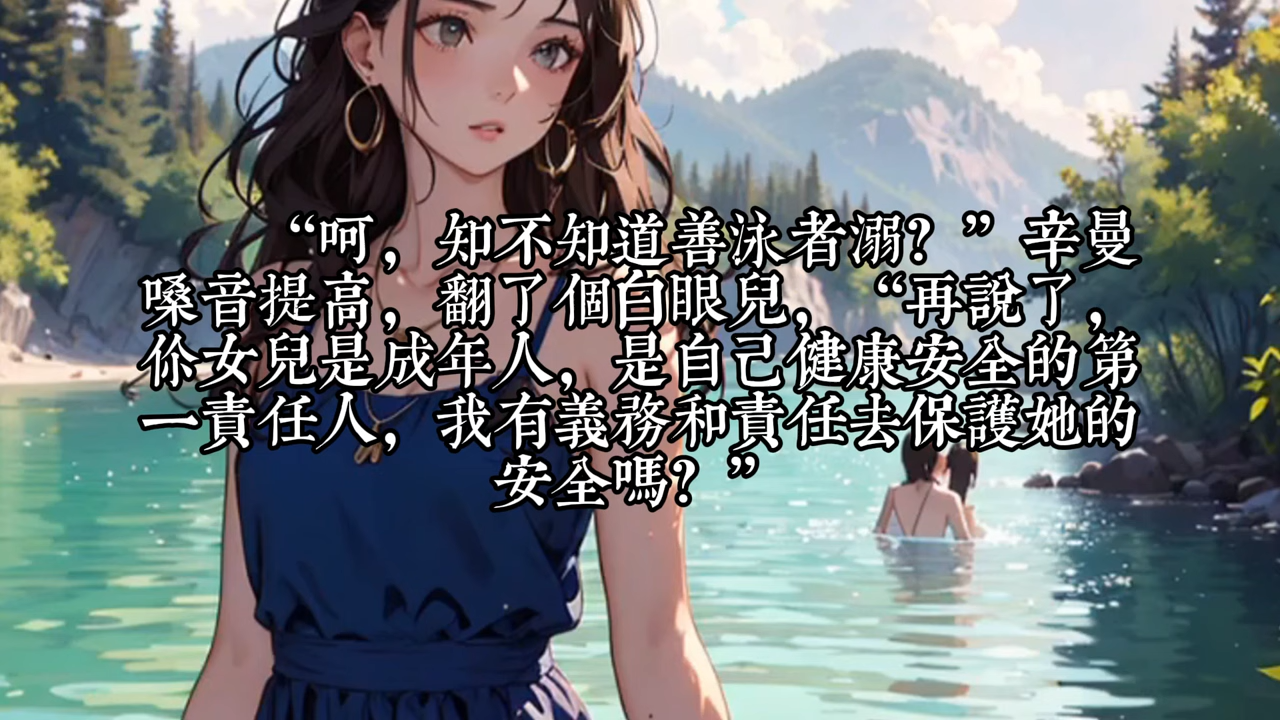 “呵，知不知道善泳者溺？”辛曼
嗓音提高，翻了個白眼兒，“再說了，
伱女兒是成年人，是自己健康安全的第
一責任人，我有義務和責任去保護她的
安全嗎？”